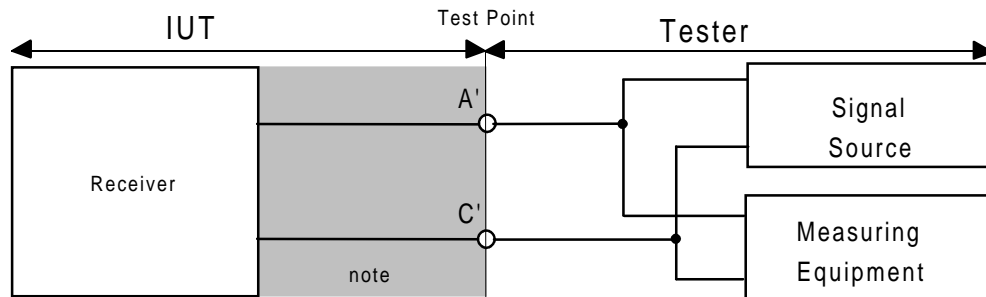 IUT
Test Point
Tester
A'
Signal
Source
Receiver
C'
note
Measuring
Equipment